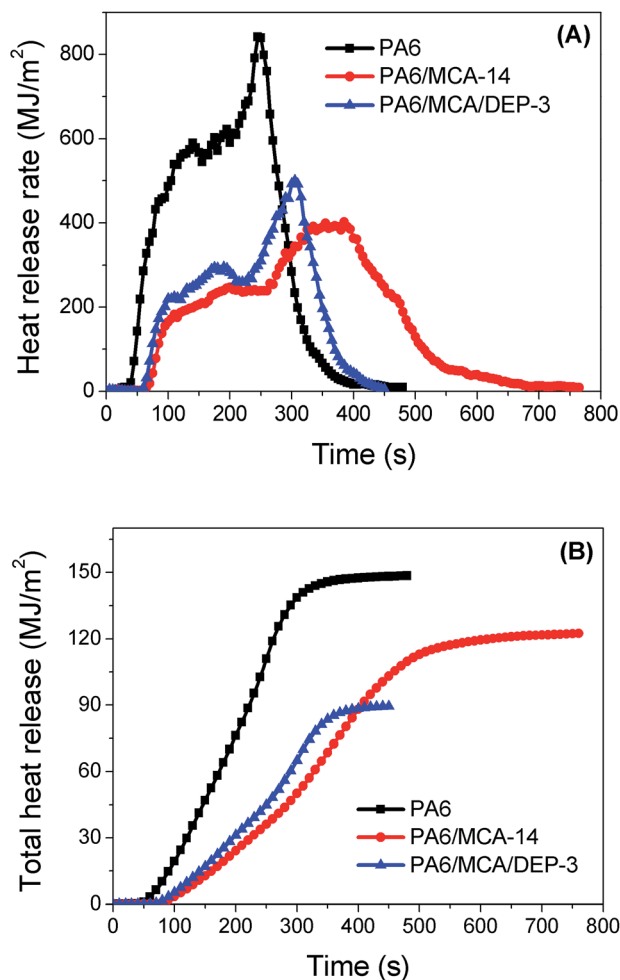 (A)
PA6
PA6/MCA-14
PA6/MCA/DEP-3
Heat release rate (MJ/m²)
800
600
400
200
0
0 100 200 300 400 500 600 700 800
Time (s)
(B)
Total heat release (MJ/m²)
150
120
90
60
30
0
PA6
PA6/MCA-14
PA6/MCA/DEP-3
0 100 200 300 400 500 600 700 800
Time (s)